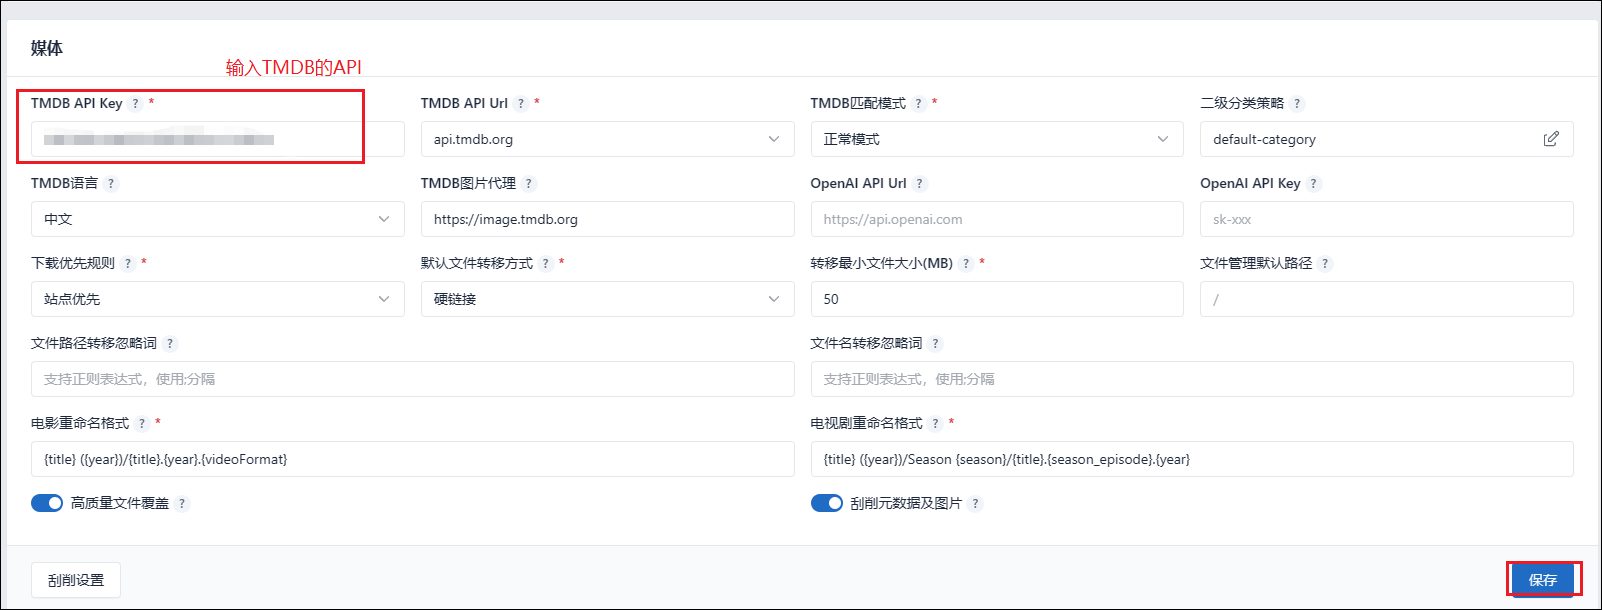 媒体
输入TMDB的API
TMDB API Key ? *
TMDB API Url ? *
TMDB匹配模式 ? *
二级分类策略 ?
api.tmdb.org
正常模式
default-category
TMDB语言 ?
TMDB图片代理 ?
OpenAI API Url ?
OpenAI API Key ?
中文
https://image.tmdb.org
https://api.openai.com
sk-xxx
下载优先规则 ? *
默认文件转移方式 ? *
转移最小文件大小(MB) ? *
文件管理默认路径 ?
站点优先
硬链接
50
/
文件路径转移忽略词 ?
文件名转移忽略词 ?
支持正则表达式，使用;分隔
支持正则表达式，使用;分隔
电影重命名格式 ? *
电视剧重命名格式 ? *
{title} ({year})/{title}.{year}.{videoFormat}
{title} ({year})/Season {season}/{title}.{season_episode}.{year}
高质量文件覆盖 ?
刮削元数据及图片 ?
刮削设置
保存